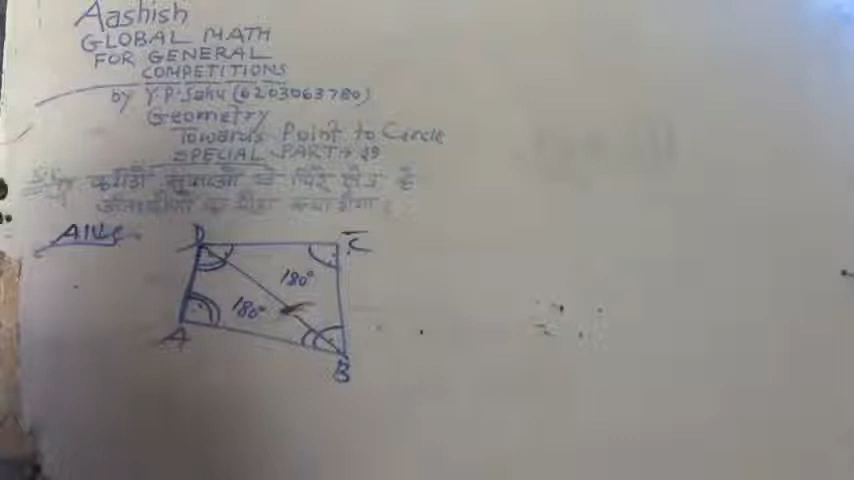 Aashish
GLOBAL MATH
FOR GENERAL
COMPETITIONS
by Y.P. Sahu (6203063780)
Geometry
Towards Point to Circle
SPECIAL PART → 29
के घिरे क्षेत्र के
का योग क्या होगा
Ans.
D C
180°
180°
A
B